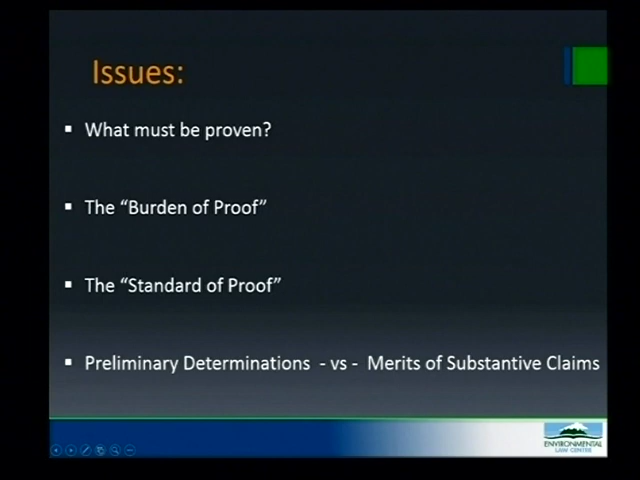 Issues:
What must be proven?
The “Burden of Proof”
The “Standard of Proof”
Preliminary Determinations - vs - Merits of Substantive Claims
ENVIRONMENTAL
LAW CENTRE